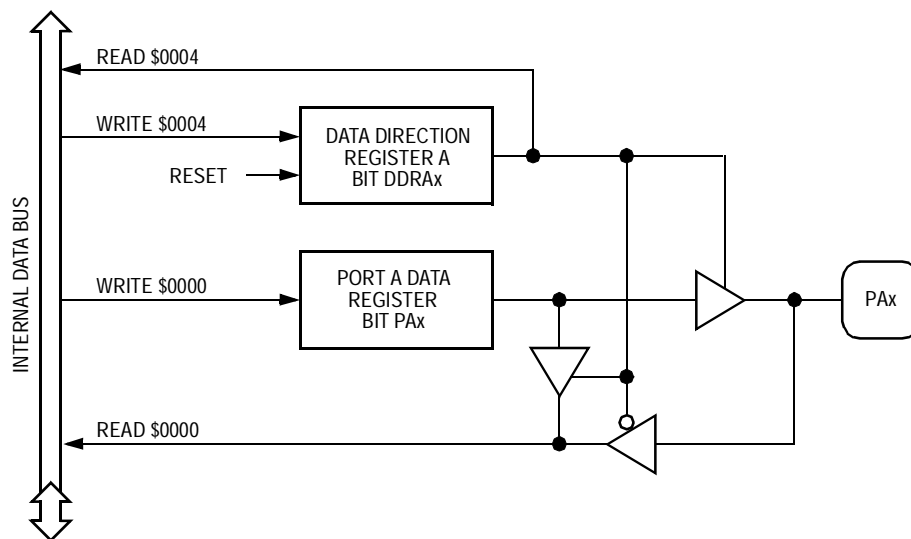 READ $0004
WRITE $0004
DATA DIRECTION
REGISTER A
BIT DDRAx
RESET
INTERNAL DATA BUS
WRITE $0000
PORT A DATA
REGISTER
BIT PAx
PAx
READ $0000